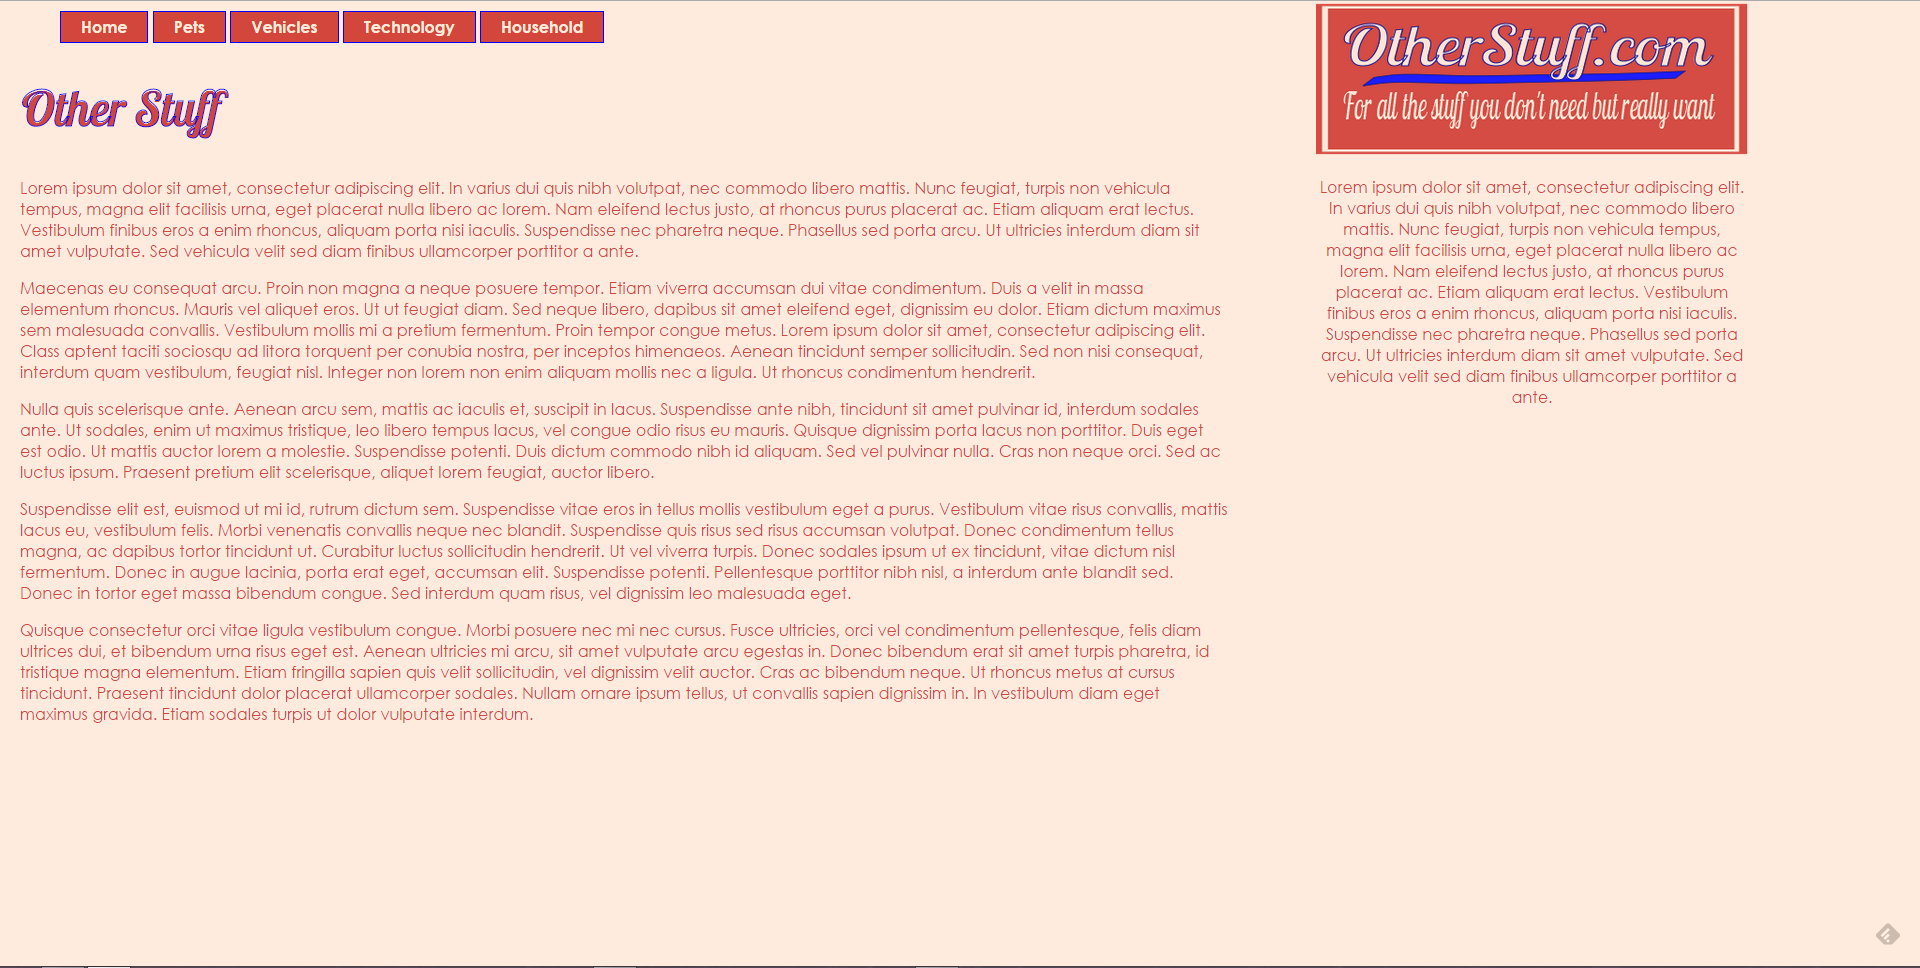 Home Pets Vehicles Technology Household
OtherStuff.com
For all the stuff you don't need but really want
Other Stuff
Lorem ipsum dolor sit amet, consectetur adipiscing elit. In varius dui quis nibh volutpat, nec commodo libero mattis. Nunc feugiat, turpis non vehicula
tempus, magna elit facilisis urna, eget placerat nulla libero ac lorem. Nam eleifend lectus justo, at rhoncus purus placerat ac. Etiam aliquam erat lectus.
Vestibulum finibus eros a enim rhoncus, aliquam porta nisi iaculis. Suspendisse nec pharetra neque. Phasellus sed porta arcu. Ut ultricies interdum diam sit
amet vulputate. Sed vehicula velit sed diam finibus ullamcorper porttitor a ante.
Maecenas eu consequat arcu. Proin non magna a neque posuere tempor. Etiam viverra accumsan dui vitae condimentum. Duis a velit in massa
elementum rhoncus. Mauris vel aliquet eros. Ut ut feugiat diam. Sed neque libero, dapibus sit amet eleifend eget, dignissim eu dolor. Etiam dictum maximus
sem malesuada convallis. Vestibulum mollis mi a pretium fermentum. Proin tempor congue metus. Lorem ipsum dolor sit amet, consectetur adipiscing elit.
Class aptent taciti sociosqu ad litora torquent per conubia nostra, per inceptos himenaeos. Aenean tincidunt semper sollicitudin. Sed non nisi consequat,
interdum quam vestibulum, feugiat nisl. Integer non lorem non enim aliquam mollis nec a ligula. Ut rhoncus condimentum hendrerit.
Nulla quis scelerisque ante. Aenean arcu sem, mattis ac iaculis et, suscipit in lacus. Suspendisse ante nibh, tincidunt sit amet pulvinar id, interdum sodales
ante. Ut sodales, enim ut maximus tristique, leo libero tempus lacus, vel congue odio risus eu mauris. Quisque dignissim porta lacus non porttitor. Duis eget
est odio. Ut mattis auctor lorem a molestie. Suspendisse potenti. Duis dictum commodo nibh id aliquam. Sed vel pulvinar nulla. Cras non neque orci. Sed ac
luctus ipsum. Praesent pretium elit scelerisque, aliquet lorem feugiat, auctor libero.
Suspendisse elit est, euismod ut mi id, rutrum dictum sem. Suspendisse vitae eros in tellus mollis vestibulum eget a purus. Vestibulum vitae risus convallis, mattis
lacus eu, vestibulum felis. Morbi venenatis convallis neque nec blandit. Suspendisse quis risus sed risus accumsan volutpat. Donec condimentum tellus
magna, ac dapibus tortor tincidunt ut. Curabitur luctus sollicitudin hendrerit. Ut vel viverra turpis. Donec sodales ipsum ut ex tincidunt, vitae dictum nisl
fermentum. Donec in augue lacinia, porta erat eget, accumsan elit. Suspendisse potenti. Pellentesque porttitor nibh nisl, a interdum ante blandit sed.
Donec in tortor eget massa bibendum congue. Sed interdum quam risus, vel dignissim leo malesuada eget.
Quisque consectetur orci vitae ligula vestibulum congue. Morbi posuere nec mi nec cursus. Fusce ultricies, orci vel condimentum pellentesque, felis diam
ultrices dui, et bibendum urna risus eget est. Aenean ultricies mi arcu, sit amet vulputate arcu egestas in. Donec bibendum erat sit amet turpis pharetra, id
tristique magna elementum. Etiam fringilla sapien quis velit sollicitudin, vel dignissim velit auctor. Cras ac bibendum neque. Ut rhoncus metus at cursus
tincidunt. Praesent tincidunt dolor placerat ullamcorper sodales. Nullam ornare ipsum tellus, ut convallis sapien dignissim in. In vestibulum diam eget
maximus gravida. Etiam sodales turpis ut dolor vulputate interdum.
Lorem ipsum dolor sit amet, consectetur adipiscing elit.
In varius dui quis nibh volutpat, nec commodo libero
mattis. Nunc feugiat, turpis non vehicula tempus,
magna elit facilisis urna, eget placerat nulla libero ac
lorem. Nam eleifend lectus justo, at rhoncus purus
placerat ac. Etiam aliquam erat lectus. Vestibulum
finibus eros a enim rhoncus, aliquam porta nisi iaculis.
Suspendisse nec pharetra neque. Phasellus sed porta
arcu. Ut ultricies interdum diam sit amet vulputate. Sed
vehicula velit sed diam finibus ullamcorper porttitor a
ante.